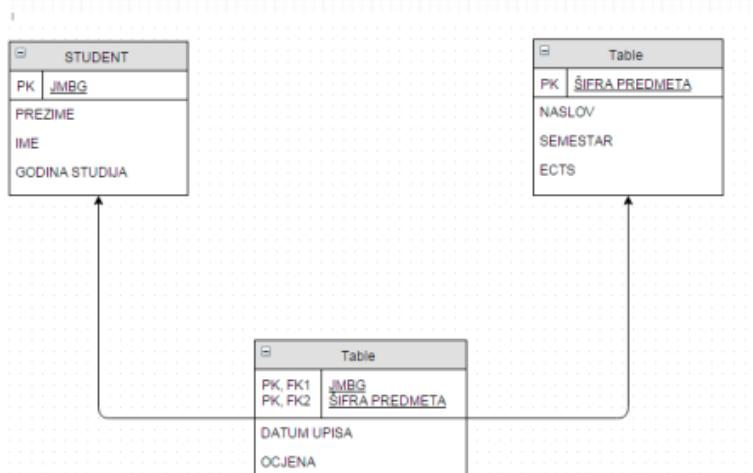 STUDENT
PK JMBG
PREZIME
IME
GODINA STUDIJA
Table
PK ŠIFRA PREDMETA
NASLOV
SEMESTAR
ECTS
Table
PK, FK1 JMBG
PK, FK2 ŠIFRA PREDMETA
DATUM UPISA
OCJENA